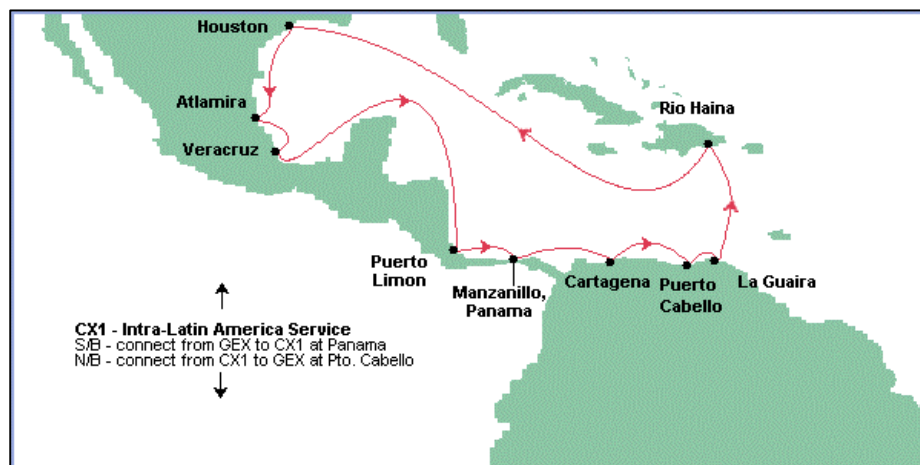 Houston
Atlamira
Rio Haina
Veracruz
Puerto
Limon
Manzanillo,
Panama
Cartagena
Puerto
Cabello
La Guaira
CX1 - Intra-Latin America Service
S/B - connect from GEX to CX1 at Panama
N/B - connect from CX1 to GEX at Pto. Cabello